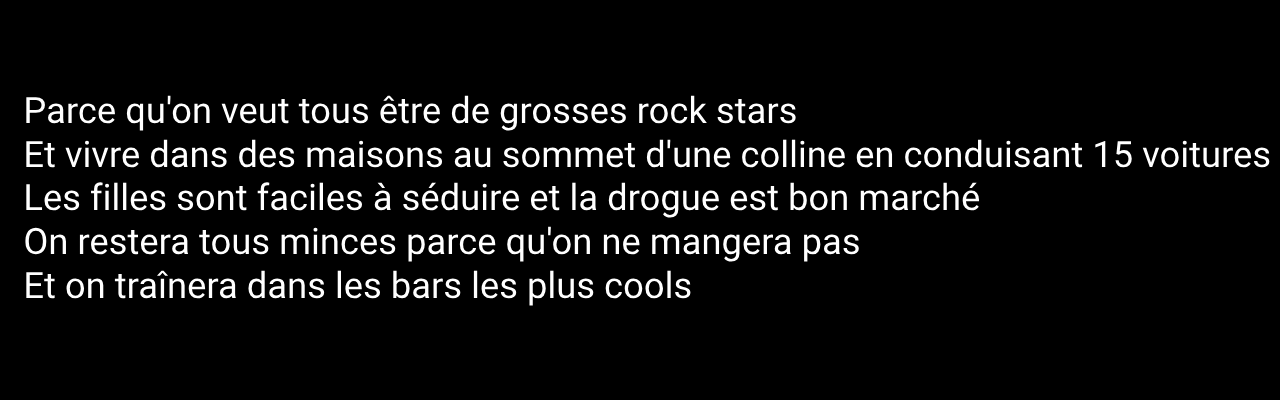 Parce qu'on veut tous être de grosses rock stars
Et vivre dans des maisons au sommet d'une colline en conduisant 15 voitures
Les filles sont faciles à séduire et la drogue est bon marché
On restera tous minces parce qu'on ne mangera pas
Et on traînera dans les bars les plus cools